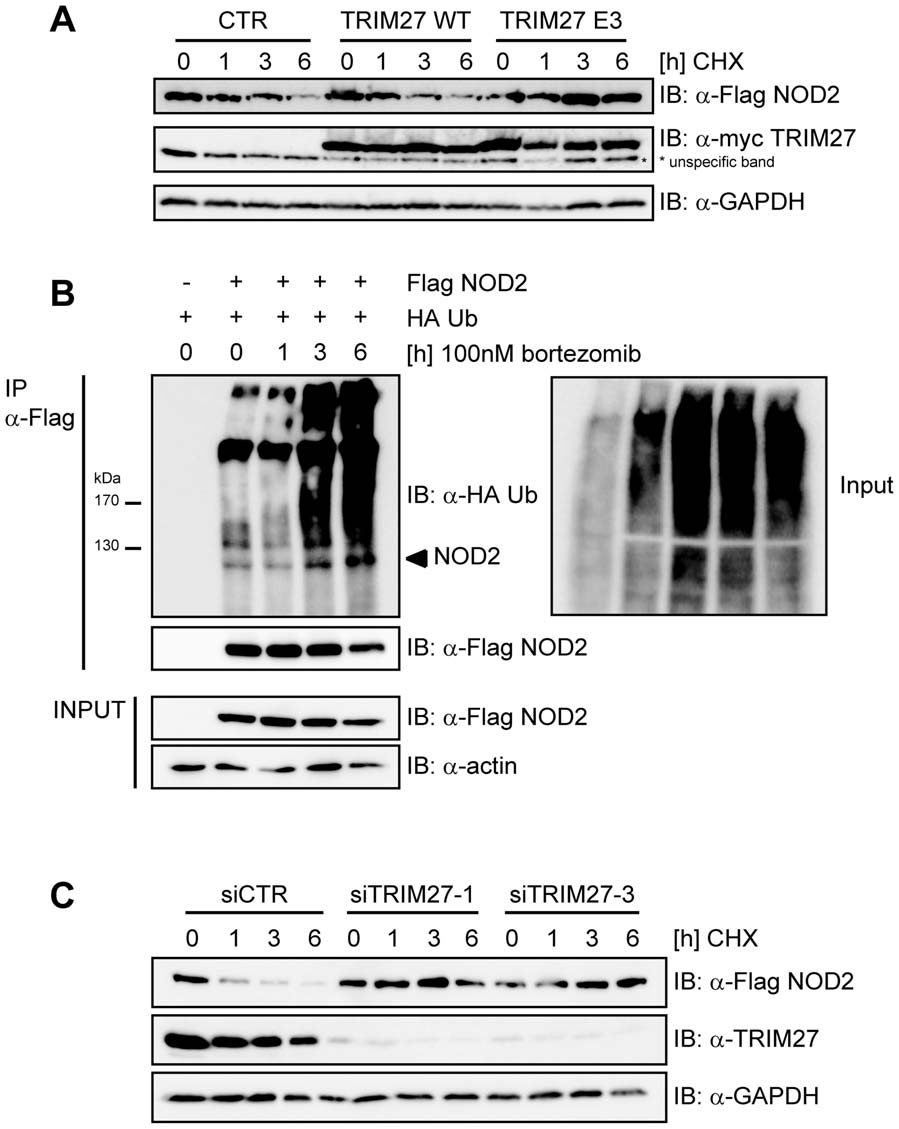 A
CTR TRIM27 WT TRIM27 E3
0 1 3 6 0 1 3 6 0 1 3 6 [h] CHX
IB: α-Flag NOD2
IB: α-myc TRIM27
* * unspecific band
IB: α-GAPDH
B
- + + + + Flag NOD2
+ + + + + HA Ub
0 0 1 3 6 [h] 100nM bortezomib
IP
α-Flag
kDa
170
130
IB: α-HA Ub
Input
NOD2
IB: α-Flag NOD2
INPUT
IB: α-Flag NOD2
IB: α-actin
C
siCTR siTRIM27-1 siTRIM27-3
0 1 3 6 0 1 3 6 0 1 3 6 [h] CHX
IB: α-Flag NOD2
IB: α-TRIM27
IB: α-GAPDH